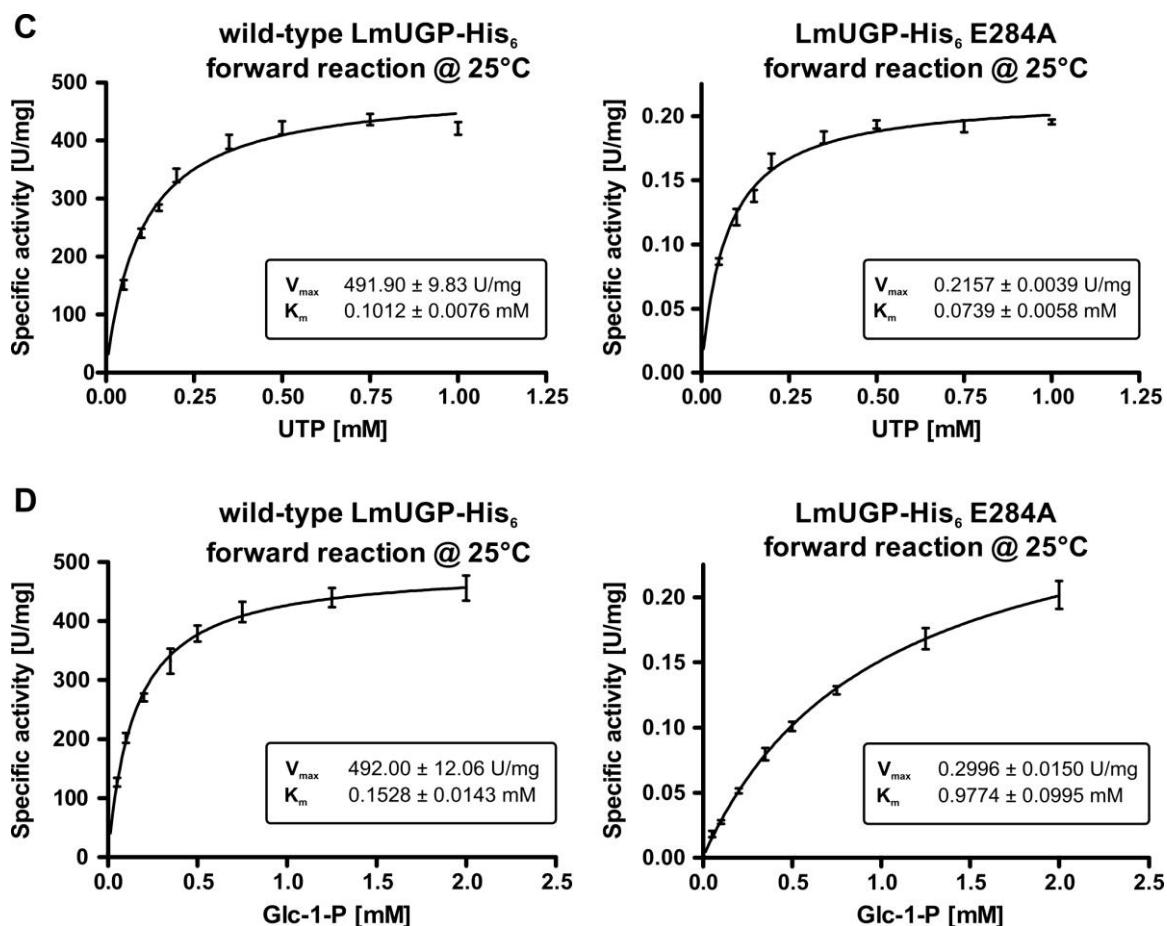 C
wild-type LmUGP-His6
forward reaction @ 25°C
Specific activity [U/mg]
500
400
300
200
100
0
Vmax 491.90 ± 9.83 U/mg
Km 0.1012 ± 0.0076 mM
0.00 0.25 0.50 0.75 1.00 1.25
UTP [mM]
LmUGP-His6 E284A
forward reaction @ 25°C
Specific activity [U/mg]
0.20
0.15
0.10
0.05
0.00
Vmax 0.2157 ± 0.0039 U/mg
Km 0.0739 ± 0.0058 mM
0.00 0.25 0.50 0.75 1.00 1.25
UTP [mM]
D
wild-type LmUGP-His6
forward reaction @ 25°C
Specific activity [U/mg]
500
400
300
200
100
0
Vmax 492.00 ± 12.06 U/mg
Km 0.1528 ± 0.0143 mM
0.0 0.5 1.0 1.5 2.0 2.5
Glc-1-P [mM]
LmUGP-His6 E284A
forward reaction @ 25°C
Specific activity [U/mg]
0.20
0.15
0.10
0.05
0.00
Vmax 0.2996 ± 0.0150 U/mg
Km 0.9774 ± 0.0995 mM
0.0 0.5 1.0 1.5 2.0 2.5
Glc-1-P [mM]